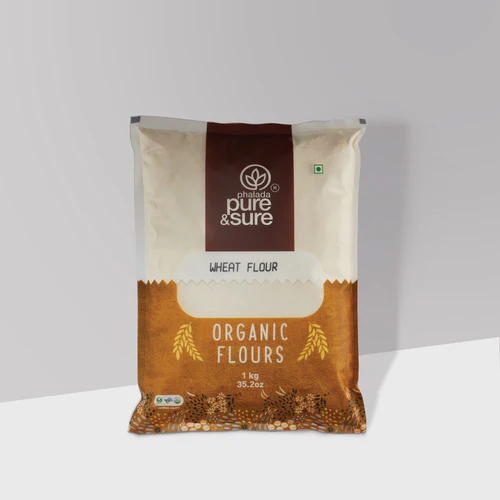 phalada
pure
&sure
®
WHEAT FLOUR
ORGANIC
FLOURS
1 kg
35.2oz